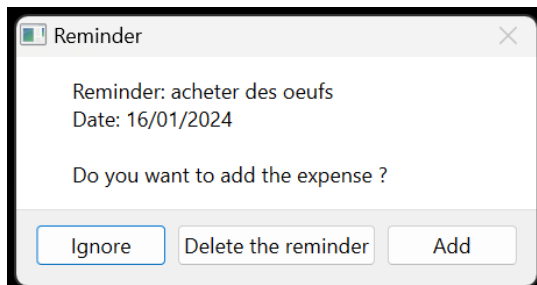 Reminder
Reminder: acheter des oeufs
Date: 16/01/2024
Do you want to add the expense ?
Ignore
Delete the reminder
Add